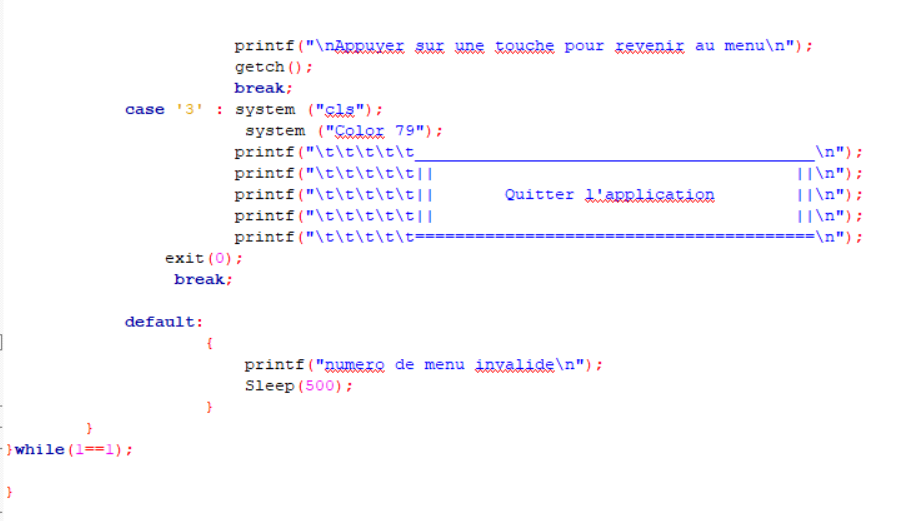 printf("\nAppuyer sur une touche pour revenir au menu\n");
getch();
break;
case '3' : system ("cls");
system ("Color 79");
printf("\t\t\t\t\t________________________________________\n");
printf("\t\t\t\t\t||                                    ||\n");
printf("\t\t\t\t\t||       Quitter l'application        ||\n");
printf("\t\t\t\t\t||                                    ||\n");
printf("\t\t\t\t\t========================================\n");
exit(0);
break;
default:
{
printf("numero de menu invalide\n");
Sleep(500);
}
}
}while(1==1);
}